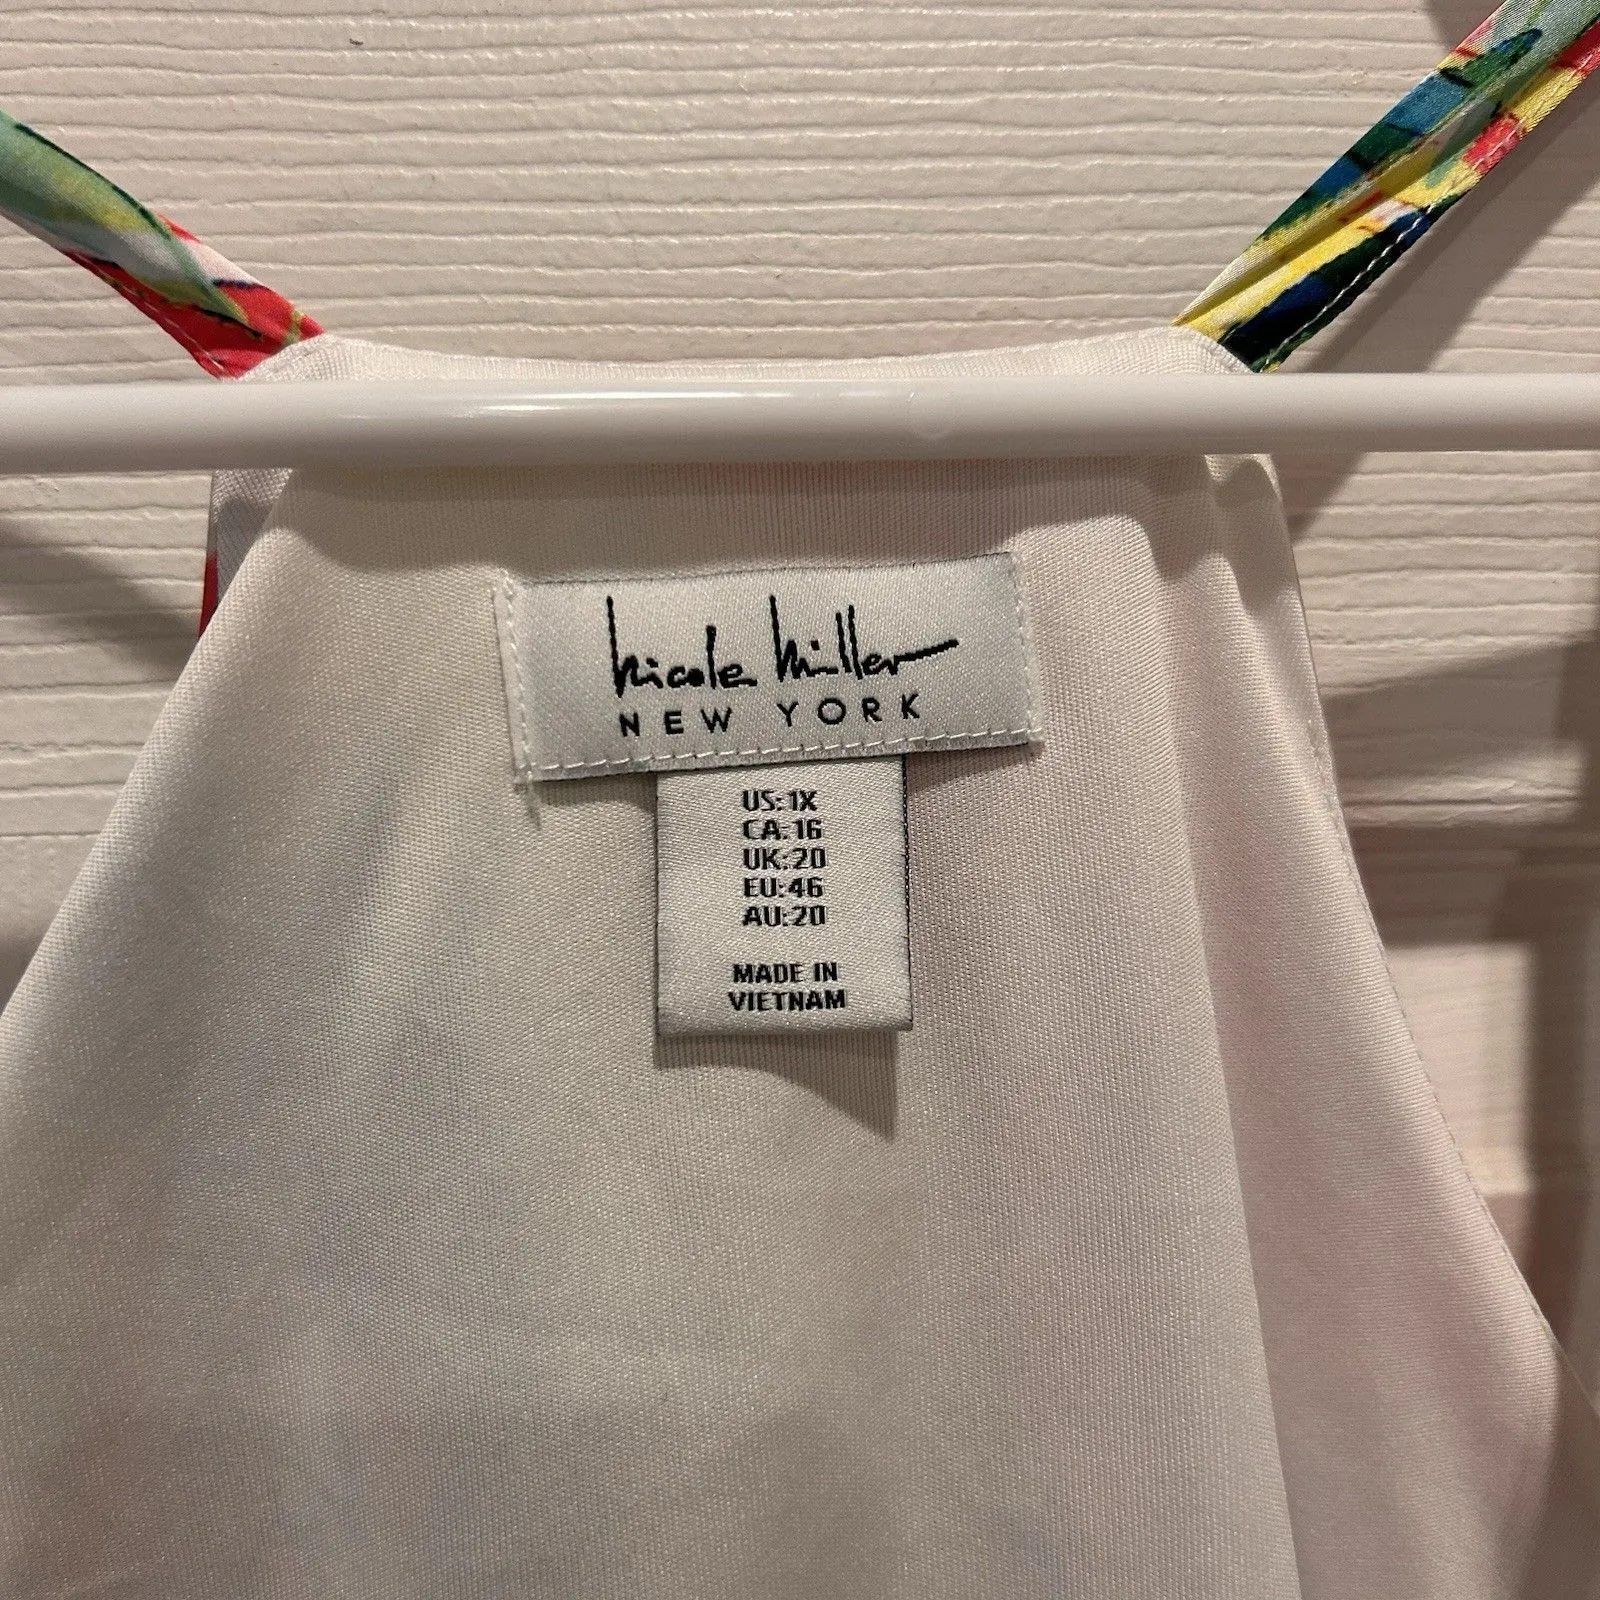 Nicole Miller
NEW YORK
US: 1X
CA: 16
UK: 20
EU: 46
AU: 20
MADE IN
VIETNAM